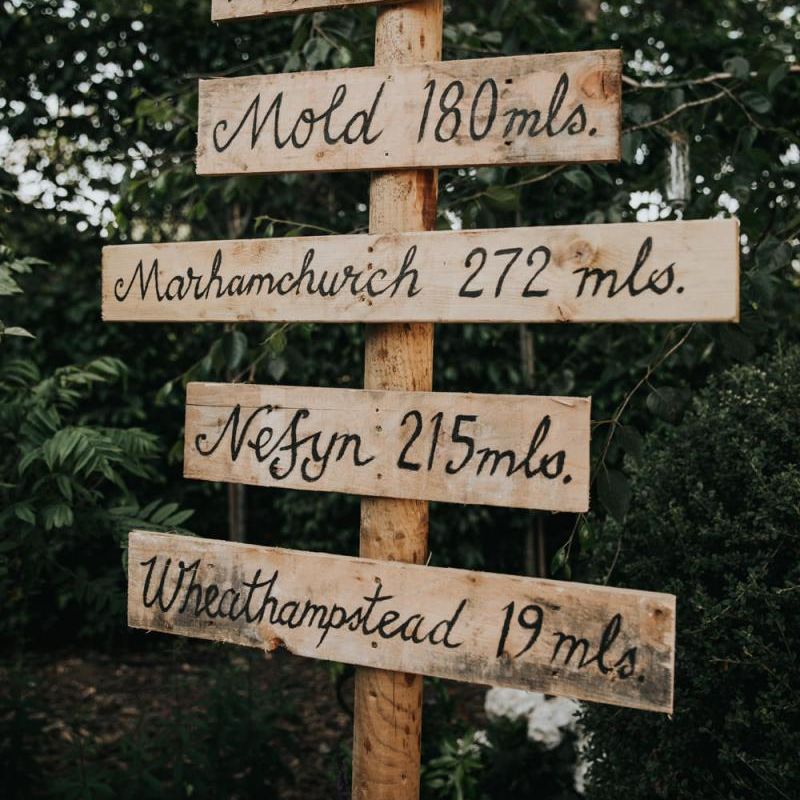 Mold 180mls.
Marhamchurch 272 mls.
Nefyn 215mls.
Wheathampstead 19mls.